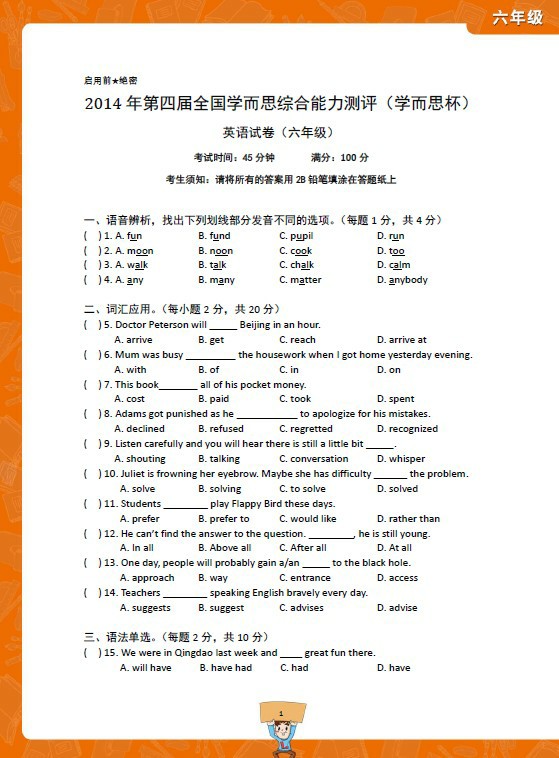 六年级
启用前★绝密
2014 年第四届全国学而思综合能力测评（学而思杯）
英语试卷（六年级）
考试时间：45 分钟 满分：100 分
考生须知：请将所有的答案用 2B 铅笔填涂在答题纸上
一、语音辨析，找出下列划线部分发音不同的选项。（每题 1 分，共 4 分）
( ) 1. A. fun B. fund C. pupil D. run
( ) 2. A. moon B. noon C. cook D. too
( ) 3. A. walk B. talk C. chalk D. calm
( ) 4. A. any B. many C. matter D. anybody
二、词汇应用。（每小题 2 分，共 20 分）
( ) 5. Doctor Peterson will _____ Beijing in an hour.
A. arrive B. get C. reach D. arrive at
( ) 6. Mum was busy _________ the housework when I got home yesterday evening.
A. with B. of C. in D. on
( ) 7. This book_______ all of his pocket money.
A. cost B. paid C. took D. spent
( ) 8. Adams got punished as he ___________ to apologize for his mistakes.
A. declined B. refused C. regretted D. recognized
( ) 9. Listen carefully and you will hear there is still a little bit _____.
A. shouting B. talking C. conversation D. whisper
( ) 10. Juliet is frowning her eyebrow. Maybe she has difficulty ______ the problem.
A. solve B. solving C. to solve D. solved
( ) 11. Students ________ play Flappy Bird these days.
A. prefer B. prefer to C. would like D. rather than
( ) 12. He can't find the answer to the question. ________, he is still young.
A. In all B. Above all C. After all D. At all
( ) 13. One day, people will probably gain a/an _____ to the black hole.
A. approach B. way C. entrance D. access
( ) 14. Teachers ________ speaking English bravely every day.
A. suggests B. suggest C. advises D. advise
三、语法单选。（每题 2 分，共 10 分）
( ) 15. We were in Qingdao last week and ____ great fun there.
A. will have B. have had C. had D. have
1